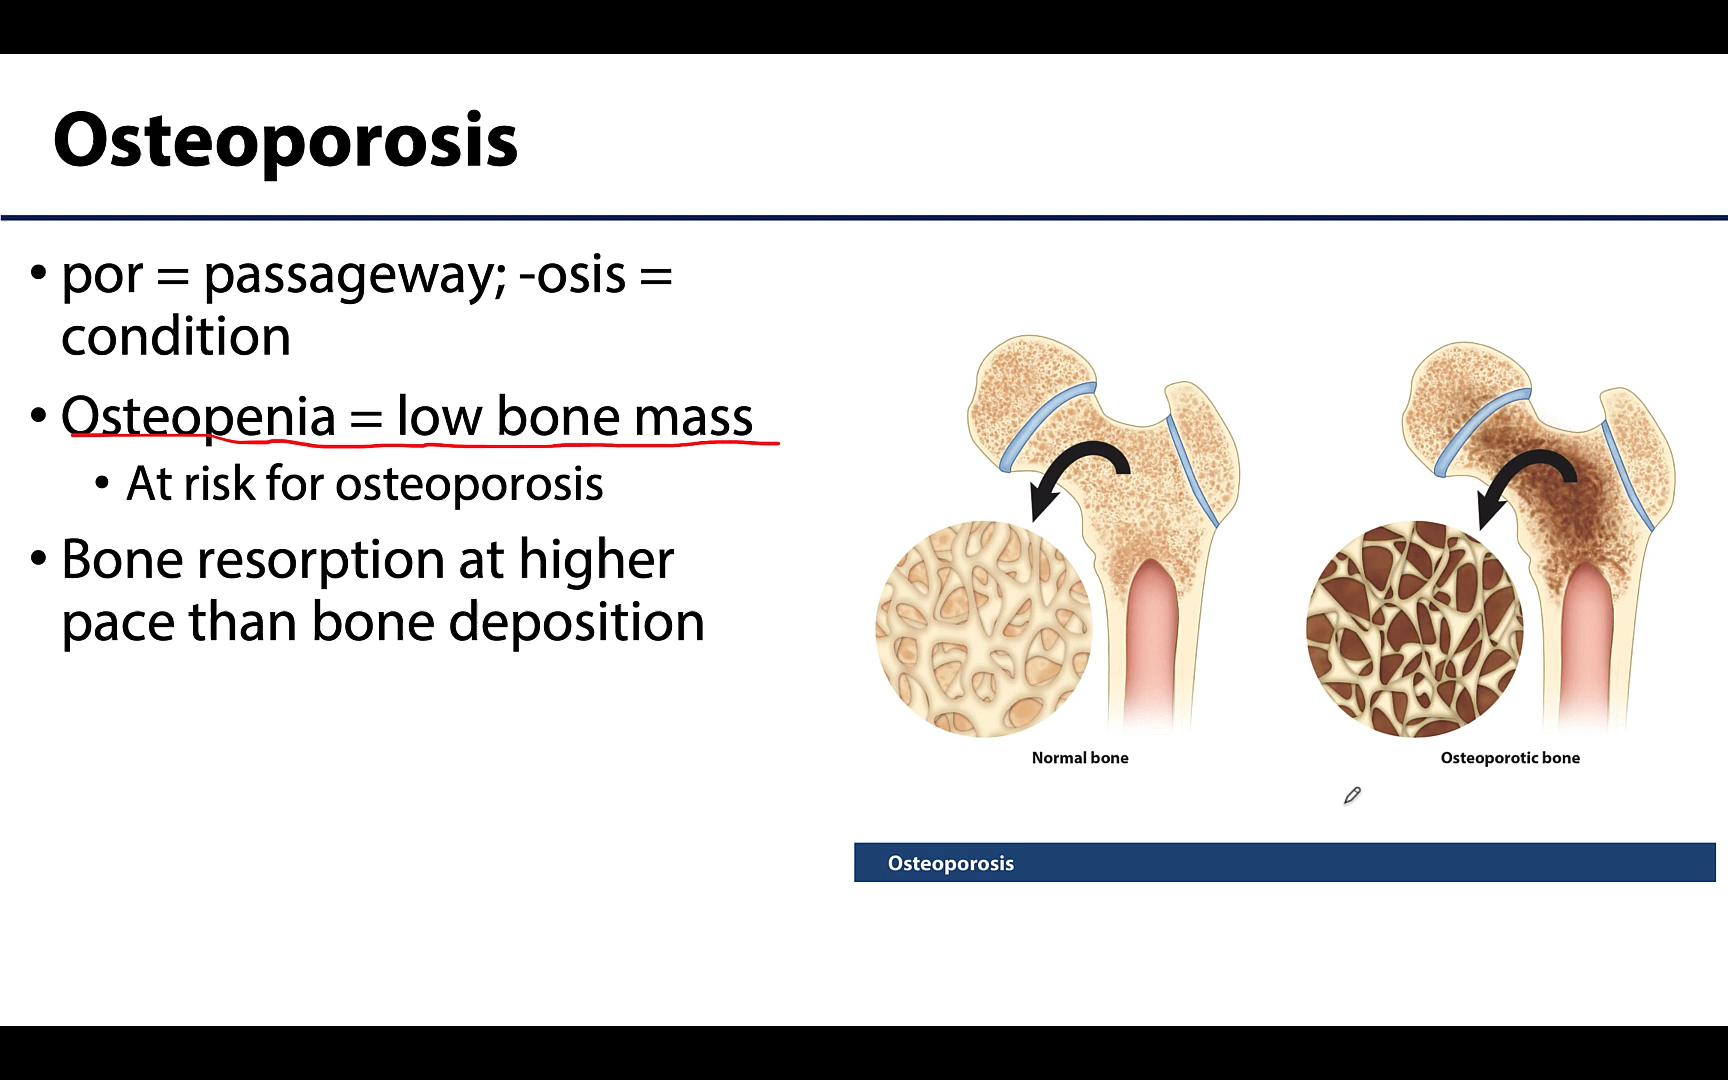 Osteoporosis
• por = passageway; -osis =
condition
• Osteopenia = low bone mass
• At risk for osteoporosis
• Bone resorption at higher
pace than bone deposition
Normal bone
Osteoporotic bone
Osteoporosis